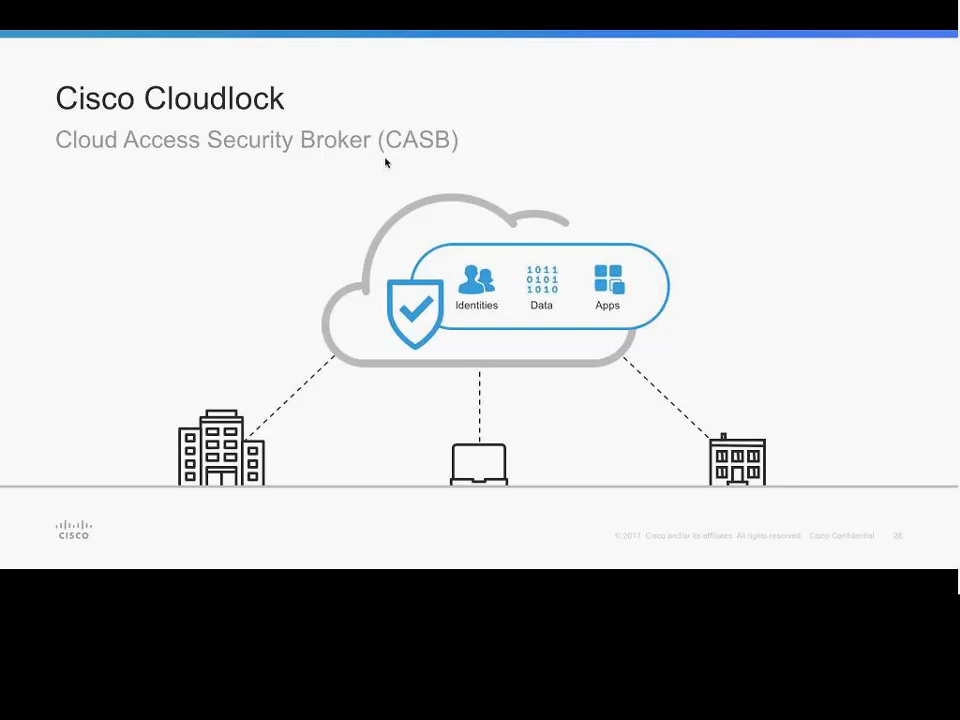 Cisco Cloudlock
Cloud Access Security Broker (CASB)
1011
0101
1010
Identities
Data
Apps
CISCO
© 2017 Cisco and/or its affiliates. All rights reserved. Cisco Confidential 26